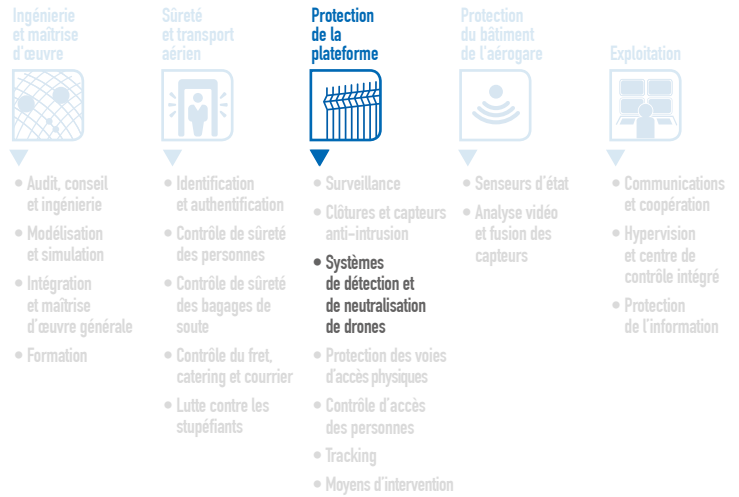 Ingénierie
et maîtrise
d'œuvre
• Audit, conseil
et ingénierie
• Modélisation
et simulation
• Intégration
et maîtrise
d'œuvre générale
• Formation
Sûreté
et transport
aérien
• Identification
et authentification
• Contrôle de sûreté
des personnes
• Contrôle de sûreté
des bagages de
soute
• Contrôle du fret,
catering et courrier
• Lutte contre les
stupéfiants
Protection
de la
plateforme
• Surveillance
• Clôtures et capteurs
anti-intrusion
• Systèmes
de détection et
de neutralisation
de drones
• Protection des voies
d'accès physiques
• Contrôle d'accès
des personnes
• Tracking
• Moyens d'intervention
Protection
du bâtiment
de l'aérogare
• Senseurs d'état
• Analyse vidéo
et fusion des
capteurs
Exploitation
• Communications
et coopération
• Hypervision
et centre de
contrôle intégré
• Protection
de l'information